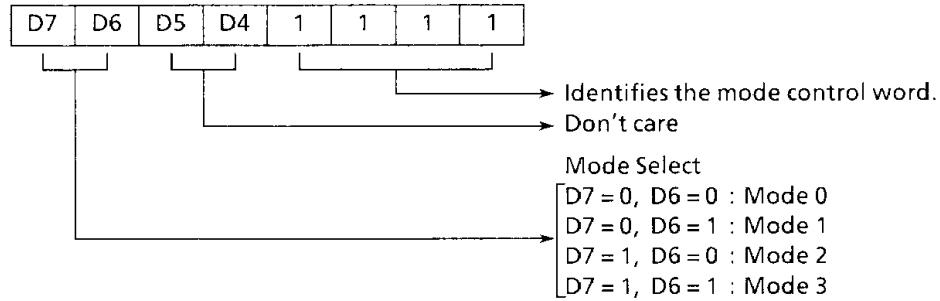 D7 D6 D5 D4 1 1 1 1
Identifies the mode control word.
Don't care
Mode Select
D7 = 0, D6 = 0 : Mode 0
D7 = 0, D6 = 1 : Mode 1
D7 = 1, D6 = 0 : Mode 2
D7 = 1, D6 = 1 : Mode 3